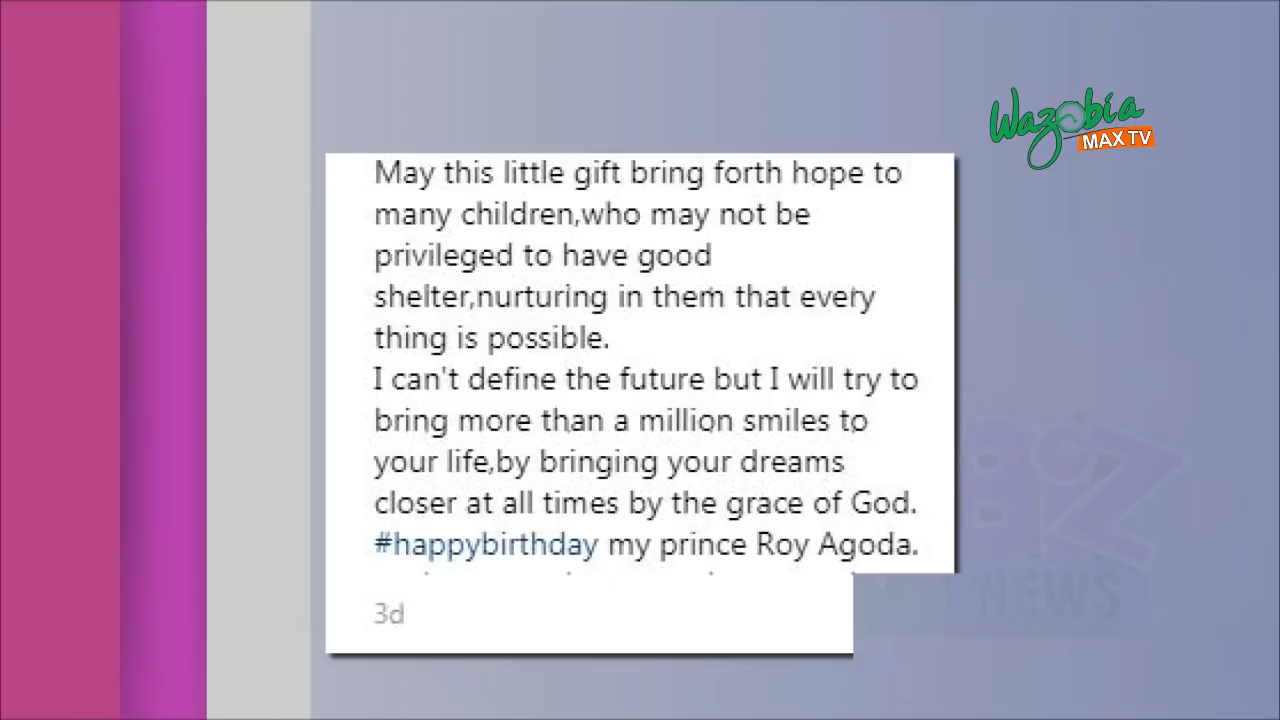 Wazobia
MAX TV
May this little gift bring forth hope to
many children,who may not be
privileged to have good
shelter,nurturing in them that every
thing is possible.
I can't define the future but I will try to
bring more than a million smiles to
your life,by bringing your dreams
closer at all times by the grace of God.
#happybirthday my prince Roy Agoda.
3d
NEWS